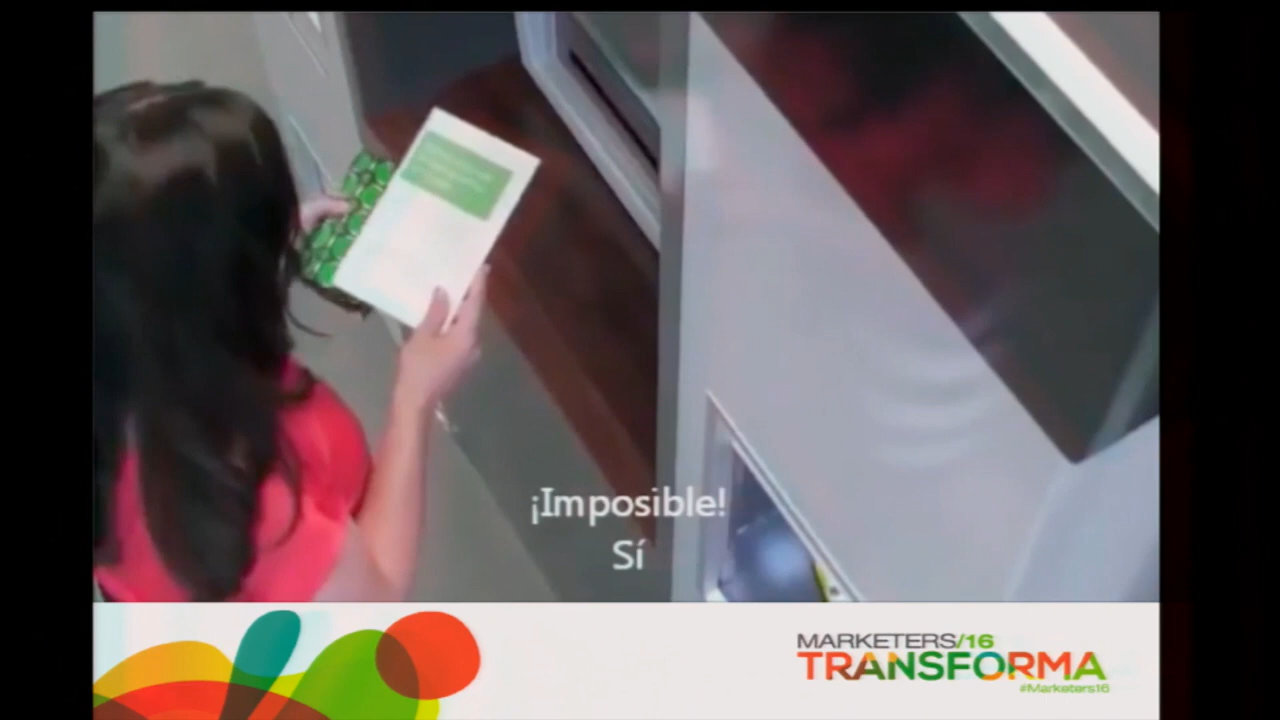 ¡Imposible!
Sí
MARKETERS/16
TRANSFORMA
#Marketers16